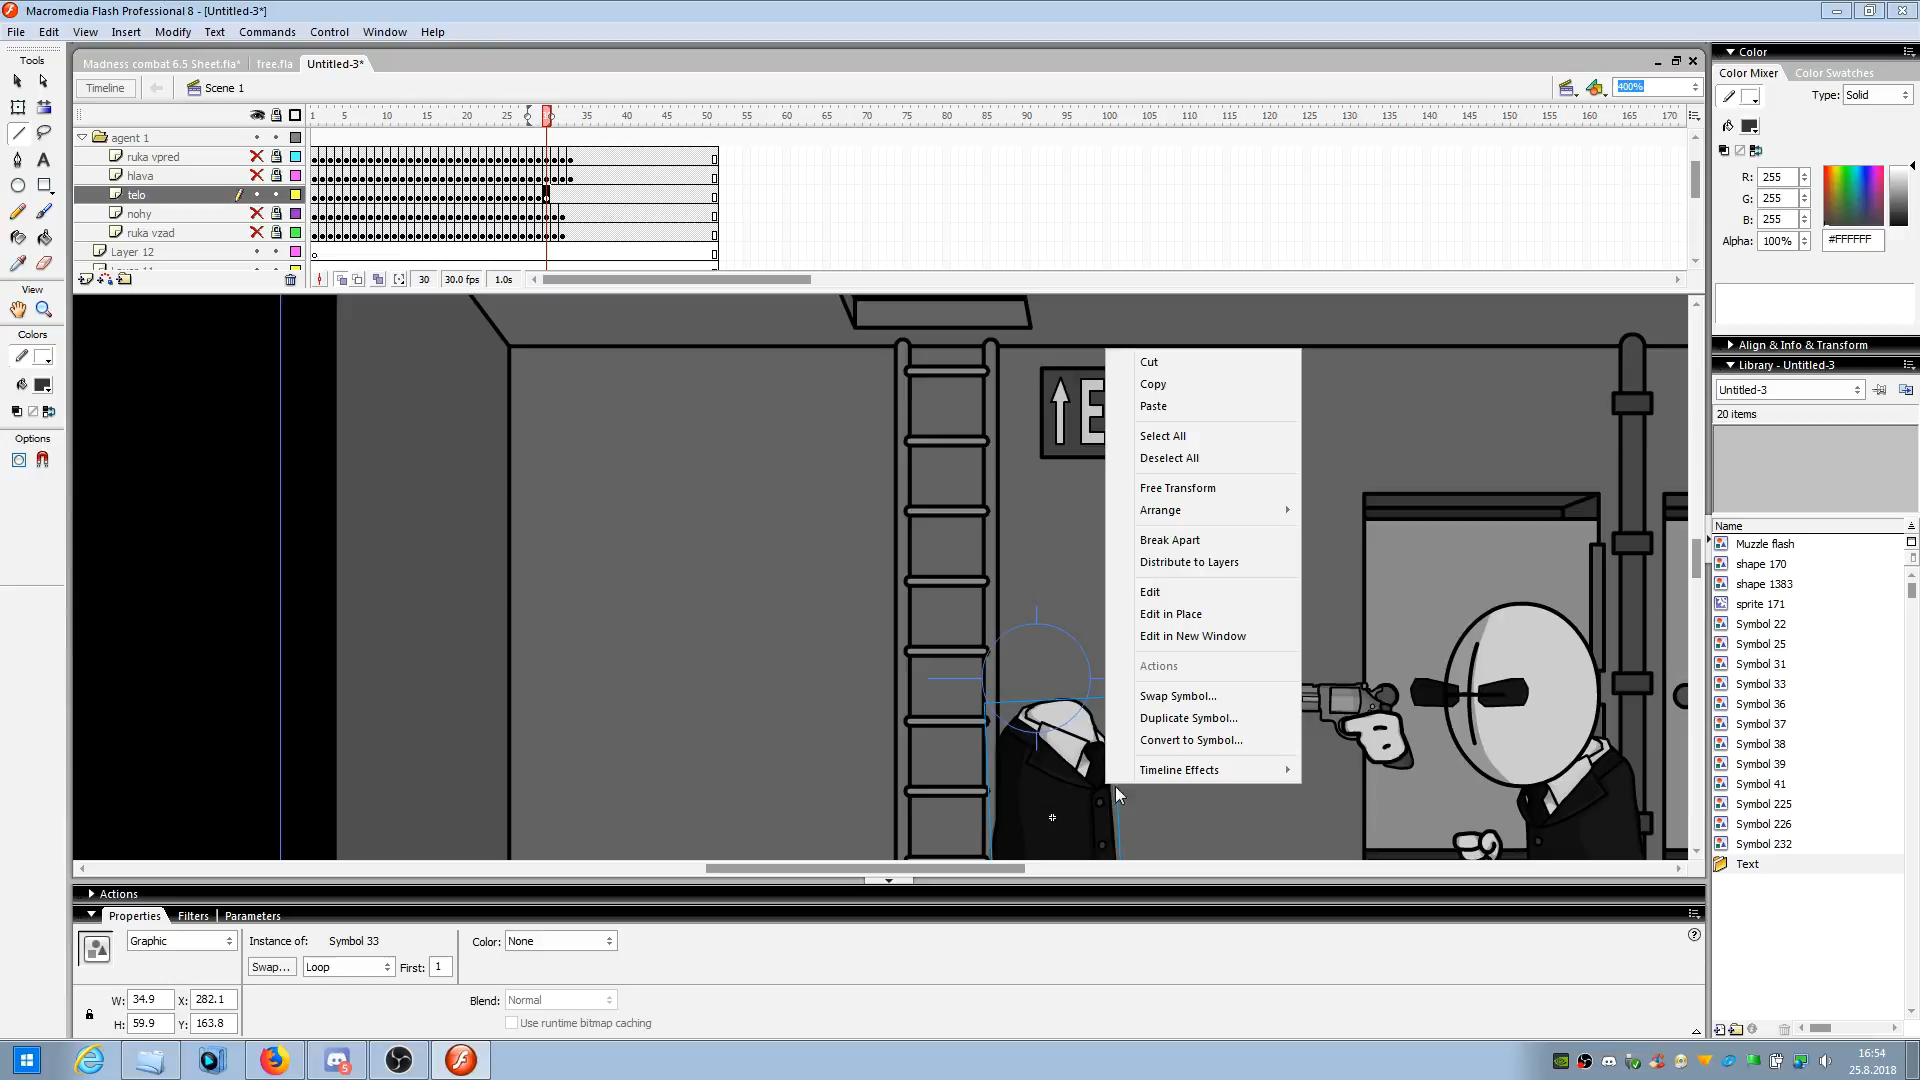 Macromedia Flash Professional 8 - [Untitled-3*]
File Edit View Insert Modify Text Commands Control Window Help
Tools
Madness combat 6.5 Sheet.fla* free.fla Untitled-3*
Timeline Scene 1 400%
1 5 10 15 20 25 35 40 45 50 55 60 65 70 75 80 85 90 95 100 105 110 115 120 125 130 135 140 145 150 155 160 165 170
agent 1
ruka vpred
hlava
telo
nohy
ruka vzad
Layer 12
30 30.0 fps 1.0s
View
Colors
Options
Color
Color Mixer Color Swatches
Type: Solid
R: 255
G: 255
B: 255
Alpha: 100% #FFFFFF
Align & Info & Transform
Library - Untitled-3
Untitled-3
20 items
Name
Muzzle flash
shape 170
shape 1383
sprite 171
Symbol 22
Symbol 25
Symbol 31
Symbol 33
Symbol 36
Symbol 37
Symbol 38
Symbol 39
Symbol 41
Symbol 225
Symbol 226
Symbol 232
Text
E
Cut
Copy
Paste
Select All
Deselect All
Free Transform
Arrange
Break Apart
Distribute to Layers
Edit
Edit in Place
Edit in New Window
Actions
Swap Symbol...
Duplicate Symbol...
Convert to Symbol...
Timeline Effects
Actions
Properties Filters Parameters
Graphic Instance of: Symbol 33 Color: None
Swap... Loop First: 1
W: 34.9 X: 282.1 Blend: Normal
H: 59.9 Y: 163.8 Use runtime bitmap caching
5
16:54
25.8.2018